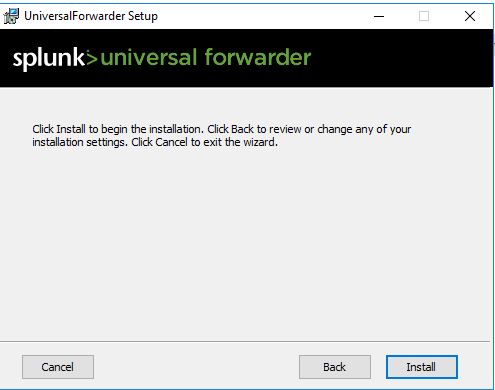 UniversalForwarder Setup
splunk>universal forwarder
Click Install to begin the installation. Click Back to review or change any of your
installation settings. Click Cancel to exit the wizard.
Cancel
Back
Install